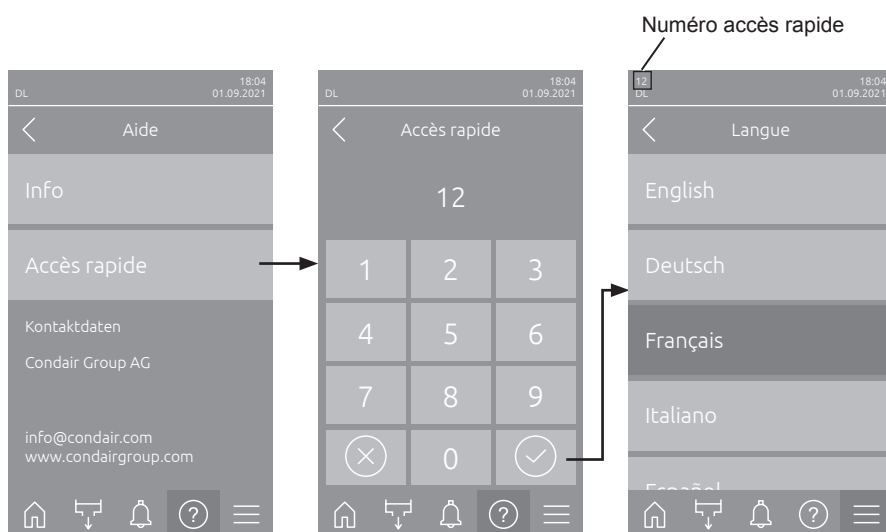 Numéro accès rapide
18:04
DL
01.09.2021
Aide
Info
Accès rapide
Kontaktdaten
Condair Group AG
info@condair.com
www.condairgroup.com
18:04
DL
01.09.2021
Accès rapide
12
1 2 3
4 5 6
7 8 9
0
12
18:04
DL
01.09.2021
Langue
English
Deutsch
Français
Italiano
Español